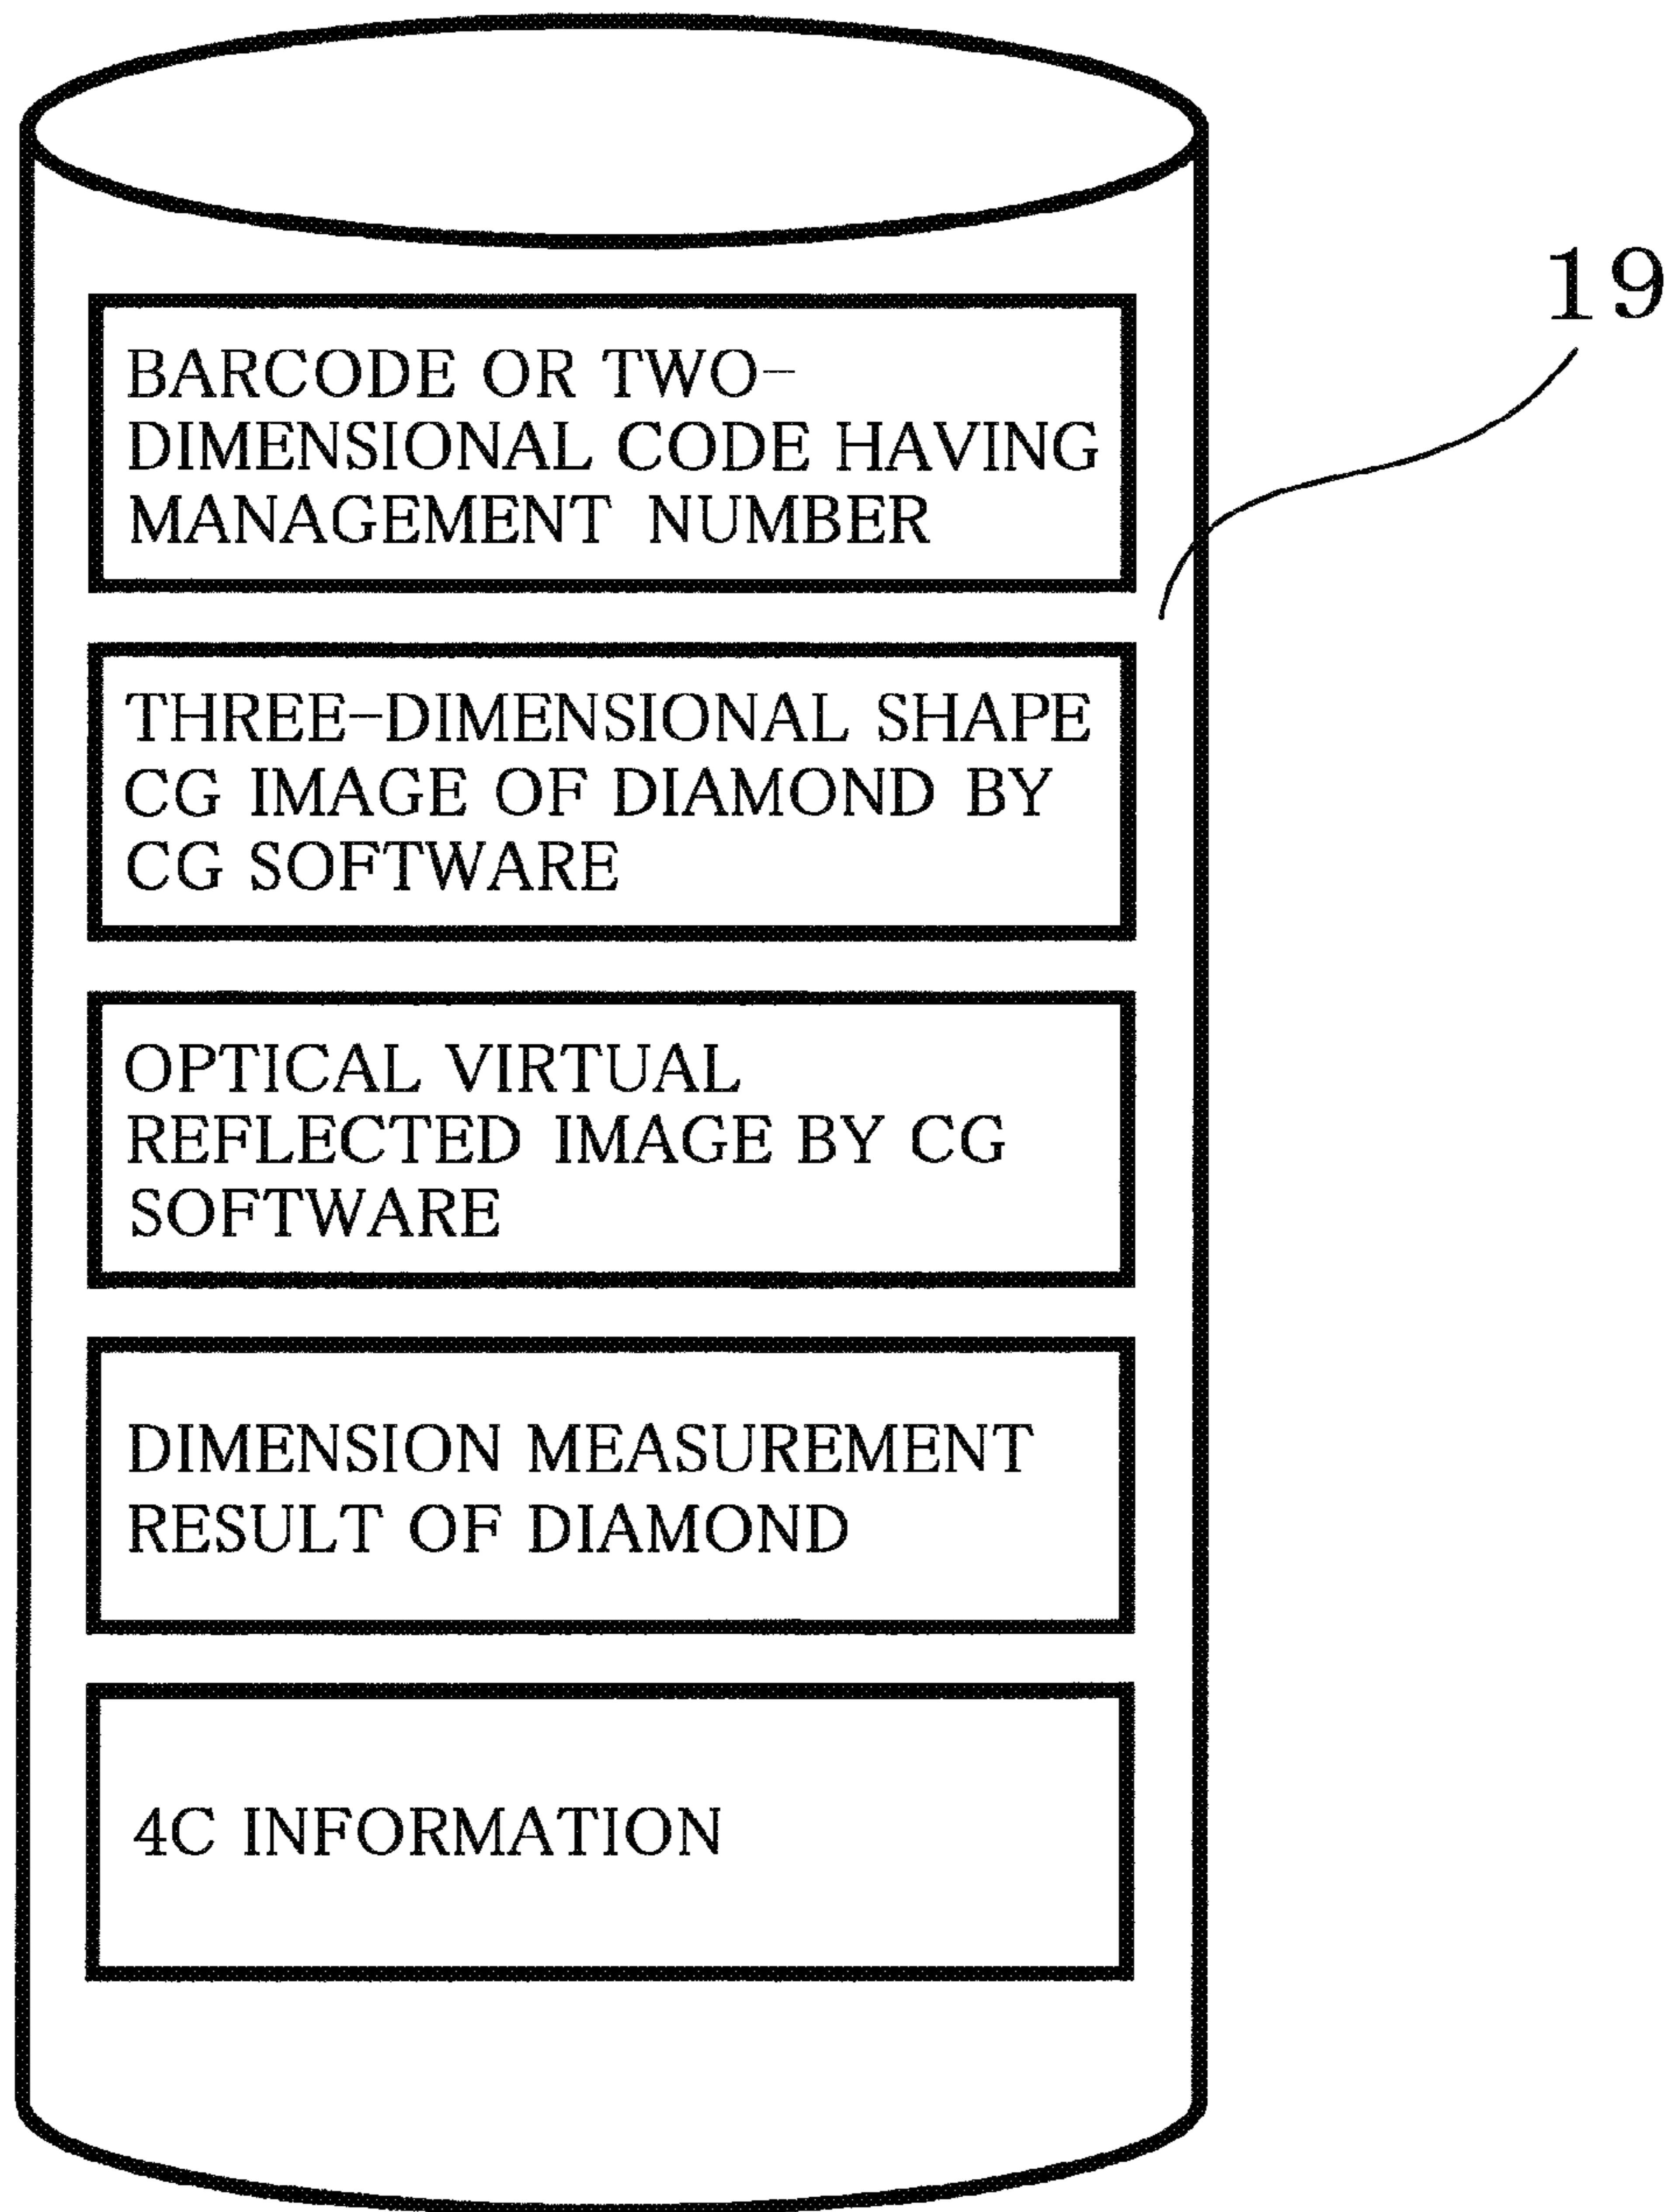 19
BARCODE OR TWO-
DIMENSIONAL CODE HAVING
MANAGEMENT NUMBER
THREE-DIMENSIONAL SHAPE
CG IMAGE OF DIAMOND BY
CG SOFTWARE
OPTICAL VIRTUAL
REFLECTED IMAGE BY CG
SOFTWARE
DIMENSION MEASUREMENT
RESULT OF DIAMOND
4C INFORMATION